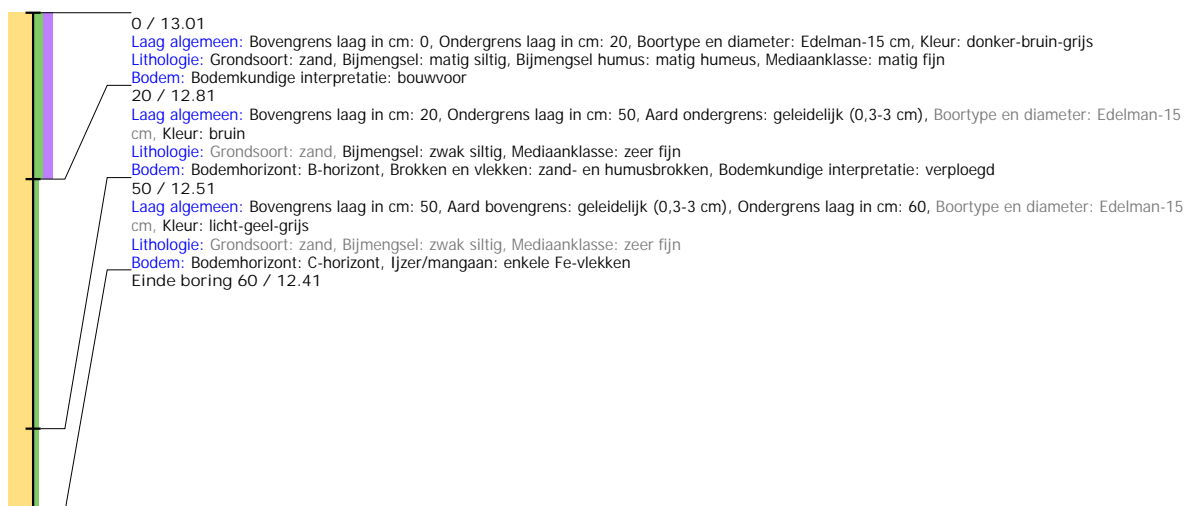 0 / 13.01
Laag algemeen: Bovengrens laag in cm: 0, Ondergrens laag in cm: 20, Boortype en diameter: Edelman-15 cm, Kleur: donker-bruin-grijs
Lithologie: Grondsoort: zand, Bijmengsel: matig siltig, Bijmengsel humus: matig humeus, Mediaanklasse: matig fijn
Bodem: Bodemkundige interpretatie: bouwvoor
20 / 12.81
Laag algemeen: Bovengrens laag in cm: 20, Ondergrens laag in cm: 50, Aard ondergrens: geleidelijk (0,3-3 cm), Boortype en diameter: Edelman-15
cm, Kleur: bruin
Lithologie: Grondsoort: zand, Bijmengsel: zwak siltig, Mediaanklasse: zeer fijn
Bodem: Bodemhorizont: B-horizont, Brokken en vlekken: zand- en humusbrokken, Bodemkundige interpretatie: verploegd
50 / 12.51
Laag algemeen: Bovengrens laag in cm: 50, Aard bovengrens: geleidelijk (0,3-3 cm), Ondergrens laag in cm: 60, Boortype en diameter: Edelman-15
cm, Kleur: licht-geel-grijs
Lithologie: Grondsoort: zand, Bijmengsel: zwak siltig, Mediaanklasse: zeer fijn
Bodem: Bodemhorizont: C-horizont, Ijzer/mangaan: enkele Fe-vlekken
Einde boring 60 / 12.41